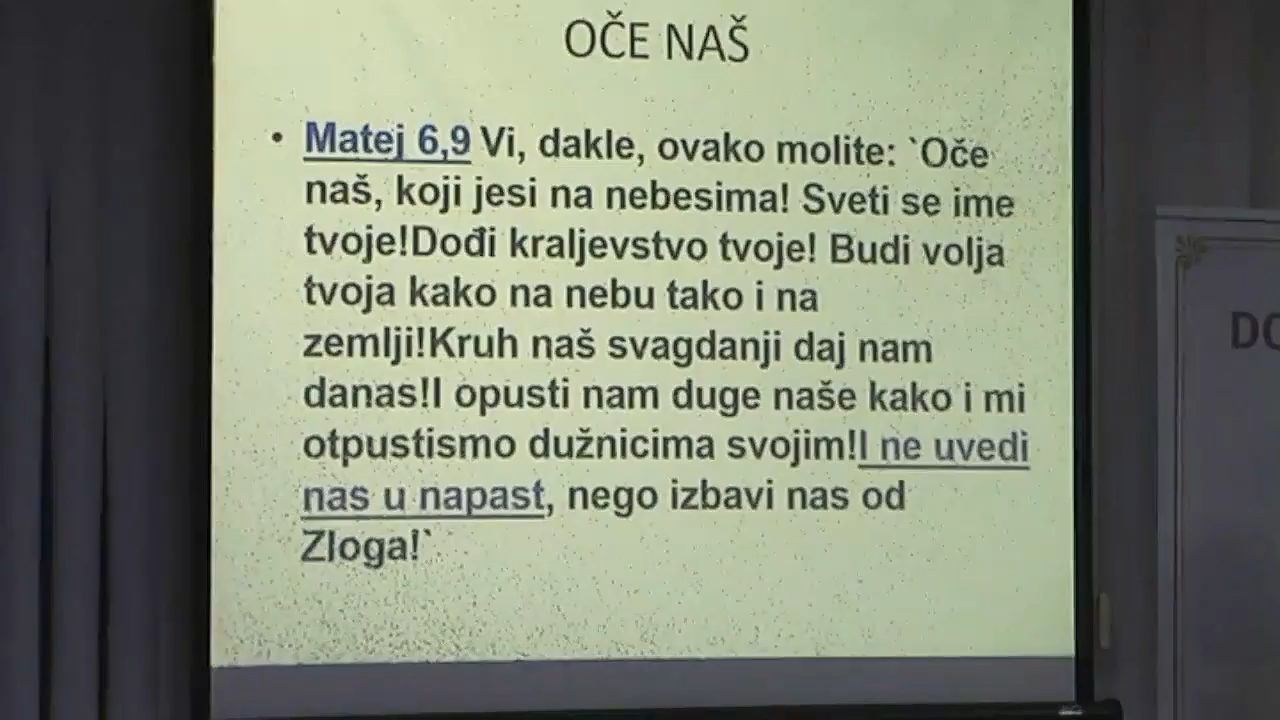 OČE NAŠ
• Matej 6,9 Vi, dakle, ovako molite: `Oče
naš, koji jesi na nebesima! Sveti se ime
tvoje!Dođi kraljevstvo tvoje! Budi volja
tvoja kako na nebu tako i na
zemlji!Kruh naš svagdanji daj nam
danas!I opusti nam duge naše kako i mi
otpustismo dužnicima svojim!I ne uvedi
nas u napast, nego izbavi nas od
Zloga!`